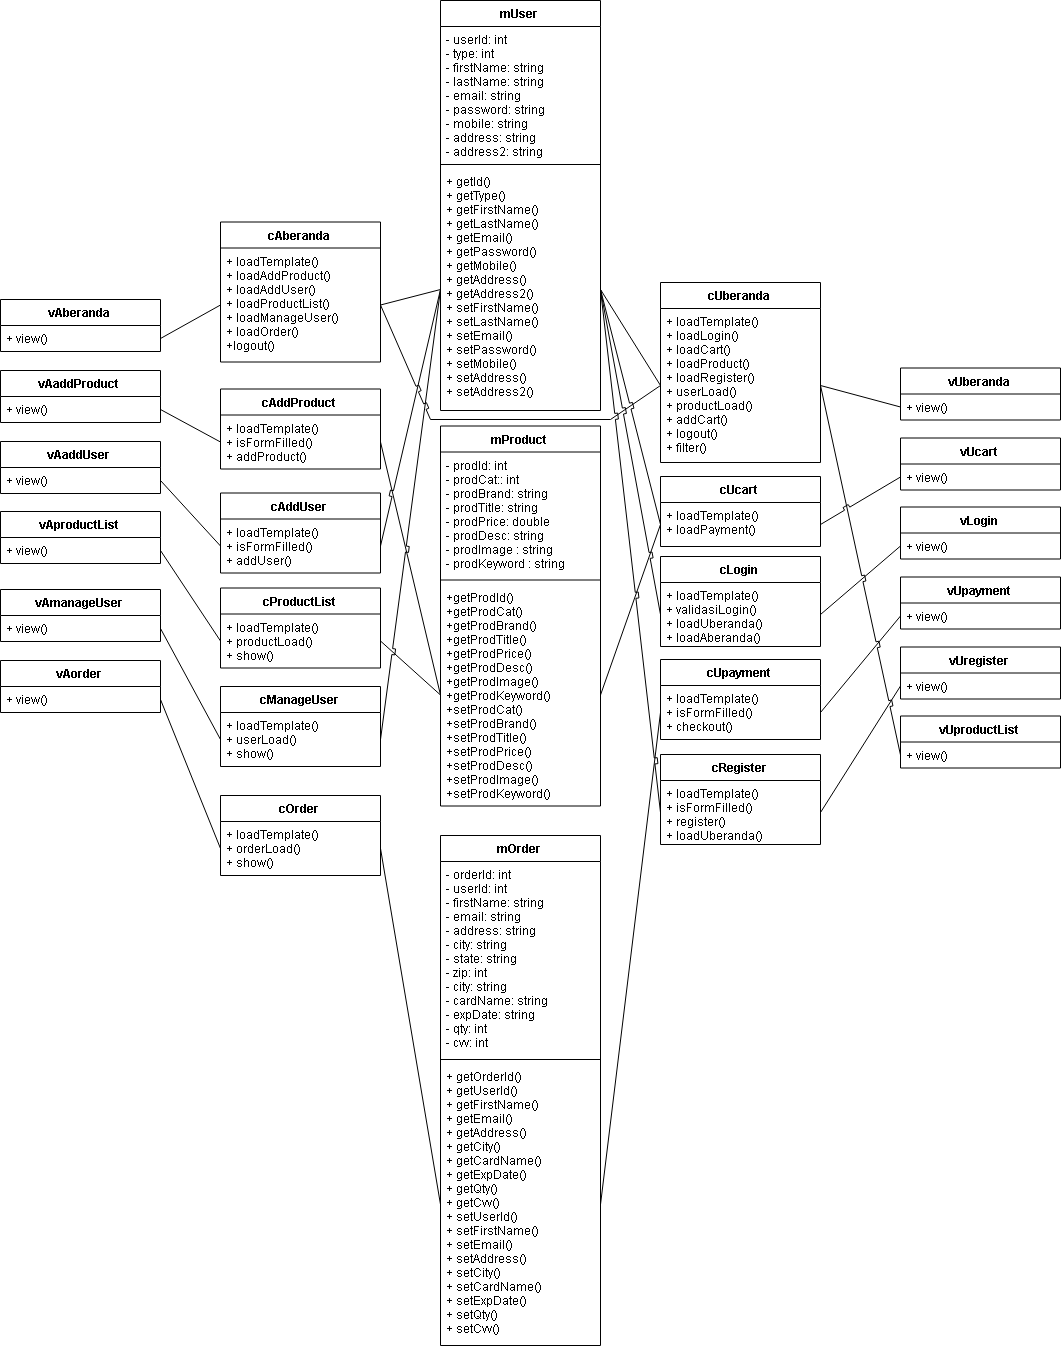 mUser
- userId: int
- type: int
- firstName: string
- lastName: string
- email: string
- password: string
- mobile: string
- address: string
- address2: string
+ getId()
+ getType()
+ getFirstName()
+ getLastName()
+ getEmail()
+ getPassword()
+ getMobile()
+ getAddress()
+ getAddress2()
+ setFirstName()
+ setLastName()
+ setEmail()
+ setPassword()
+ setMobile()
+ setAddress()
+ setAddress2()
vAberanda
+ view()
vAaddProduct
+ view()
vAaddUser
+ view()
vAproductList
+ view()
vAmanageUser
+ view()
vAorder
+ view()
cAberanda
+ loadTemplate()
+ loadAddProduct()
+ loadAddUser()
+ loadProductList()
+ loadManageUser()
+ loadOrder()
+logout()
cAddProduct
+ loadTemplate()
+ isFormFilled()
+ addProduct()
cAddUser
+ loadTemplate()
+ isFormFilled()
+ addUser()
cProductList
+ loadTemplate()
+ productLoad()
+ show()
cManageUser
+ loadTemplate()
+ userLoad()
+ show()
cOrder
+ loadTemplate()
+ orderLoad()
+ show()
mProduct
- prodId: int
- prodCat:: int
- prodBrand: string
- prodTitle: string
- prodPrice: double
- prodDesc: string
- prodImage : string
- prodKeyword : string
+getProdId()
+getProdCat()
+getProdBrand()
+getProdTitle()
+getProdPrice()
+getProdDesc()
+getProdImage()
+getProdKeyword()
+setProdCat()
+setProdBrand()
+setProdTitle()
+setProdPrice()
+setProdDesc()
+setProdImage()
+setProdKeyword()
mOrder
- orderId: int
- userId: int
- firstName: string
- email: string
- address: string
- city: string
- state: string
- zip: int
- city: string
- cardName: string
- expDate: string
- qty: int
- cvv: int
+ getOrderId()
+ getUserId()
+ getFirstName()
+ getEmail()
+ getAddress()
+ getCity()
+ getCardName()
+ getExpDate()
+ getQty()
+ getCvv()
+ setUserId()
+ setFirstName()
+ setEmail()
+ setAddress()
+ setCity()
+ setCardName()
+ setExpDate()
+ setQty()
+ setCvv()
cUberanda
+ loadTemplate()
+ loadLogin()
+ loadCart()
+ loadProduct()
+ loadRegister()
+ userLoad()
+ productLoad()
+ addCart()
+ logout()
+ filter()
cUcart
+ loadTemplate()
+ loadPayment()
cLogin
+ loadTemplate()
+ validasiLogin()
+ loadUberanda()
+ loadAberanda()
cUpayment
+ loadTemplate()
+ isFormFilled()
+ checkout()
cRegister
+ loadTemplate()
+ isFormFilled()
+ register()
+ loadUberanda()
vUberanda
+ view()
vUcart
+ view()
vLogin
+ view()
vUpayment
+ view()
vUregister
+ view()
vUproductList
+ view()